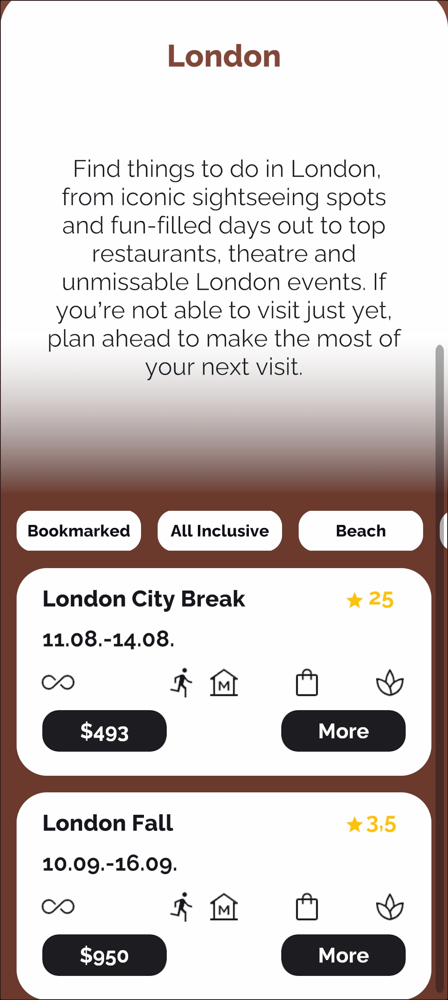 London
Find things to do in London,
from iconic sightseeing spots
and fun-filled days out to top
restaurants, theatre and
unmissable London events. If
you’re not able to visit just yet,
plan ahead to make the most of
your next visit.
Bookmarked All Inclusive Beach
London City Break 25
11.08.-14.08.
M
$493 More
London Fall 3,5
10.09.-16.09.
M
$950 More